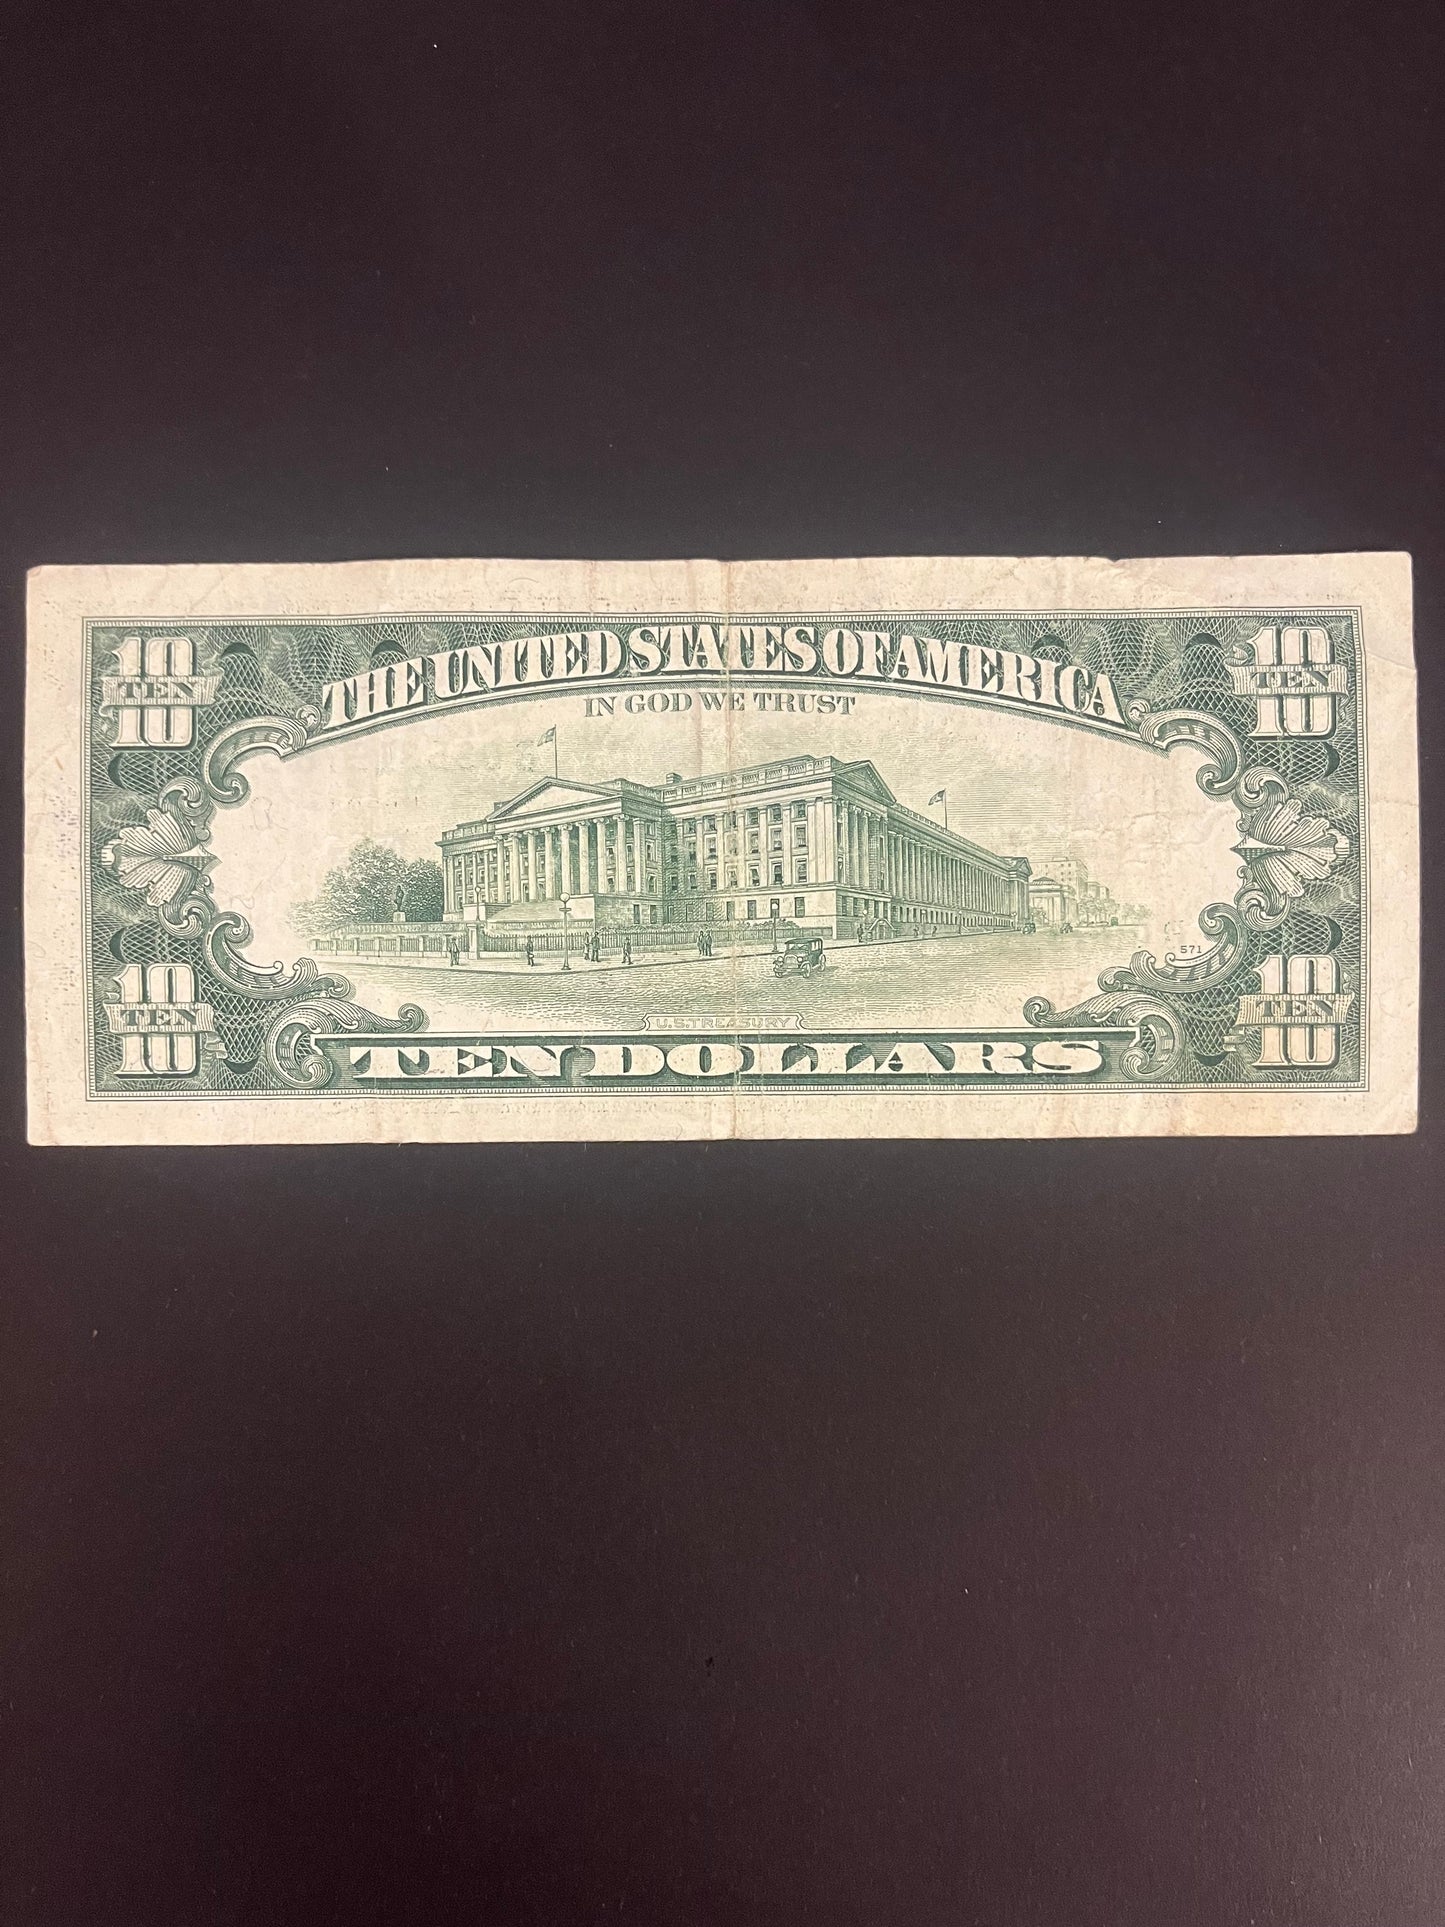 10 TEN 10
THE UNITED STATES OF AMERICA
10 TEN 10
IN GOD WE TRUST
571
10 TEN 10
U.S. TREASURY
TEN DOLLARS
10 TEN 10